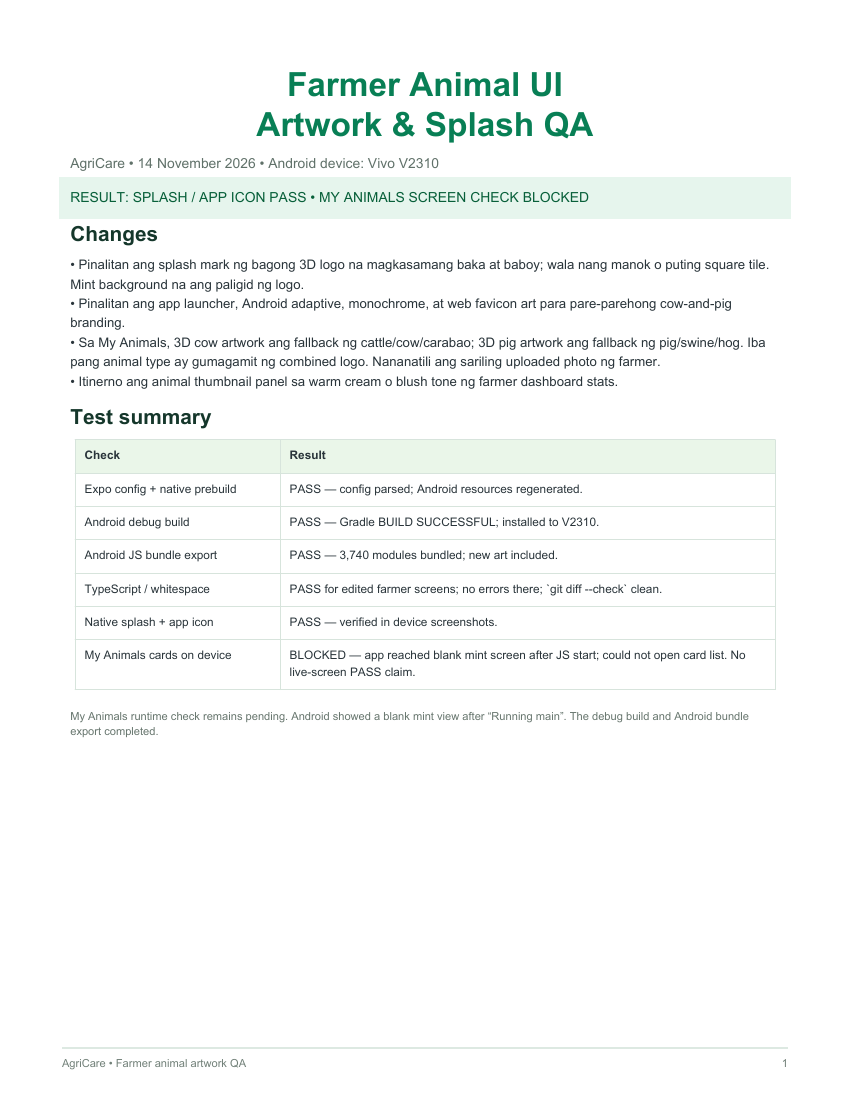 Farmer Animal UI
Artwork & Splash QA
AgriCare • 14 November 2026 • Android device: Vivo V2310
RESULT: SPLASH / APP ICON PASS • MY ANIMALS SCREEN CHECK BLOCKED
Changes
• Pinalitan ang splash mark ng bagong 3D logo na magkasamang baka at baboy; wala nang manok o puting square tile.
Mint background na ang paligid ng logo.
• Pinalitan ang app launcher, Android adaptive, monochrome, at web favicon art para pare-parehong cow-and-pig
branding.
• Sa My Animals, 3D cow artwork ang fallback ng cattle/cow/carabao; 3D pig artwork ang fallback ng pig/swine/hog. Iba
pang animal type ay gumagamit ng combined logo. Nananatili ang sariling uploaded photo ng farmer.
• Itinerno ang animal thumbnail panel sa warm cream o blush tone ng farmer dashboard stats.
Test summary
Check Result
Expo config + native prebuild PASS — config parsed; Android resources regenerated.
Android debug build PASS — Gradle BUILD SUCCESSFUL; installed to V2310.
Android JS bundle export PASS — 3,740 modules bundled; new art included.
TypeScript / whitespace PASS for edited farmer screens; no errors there; `git diff --check` clean.
Native splash + app icon PASS — verified in device screenshots.
My Animals cards on device BLOCKED — app reached blank mint screen after JS start; could not open card list. No
live-screen PASS claim.
My Animals runtime check remains pending. Android showed a blank mint view after “Running main”. The debug build and Android bundle
export completed.
AgriCare • Farmer animal artwork QA 1